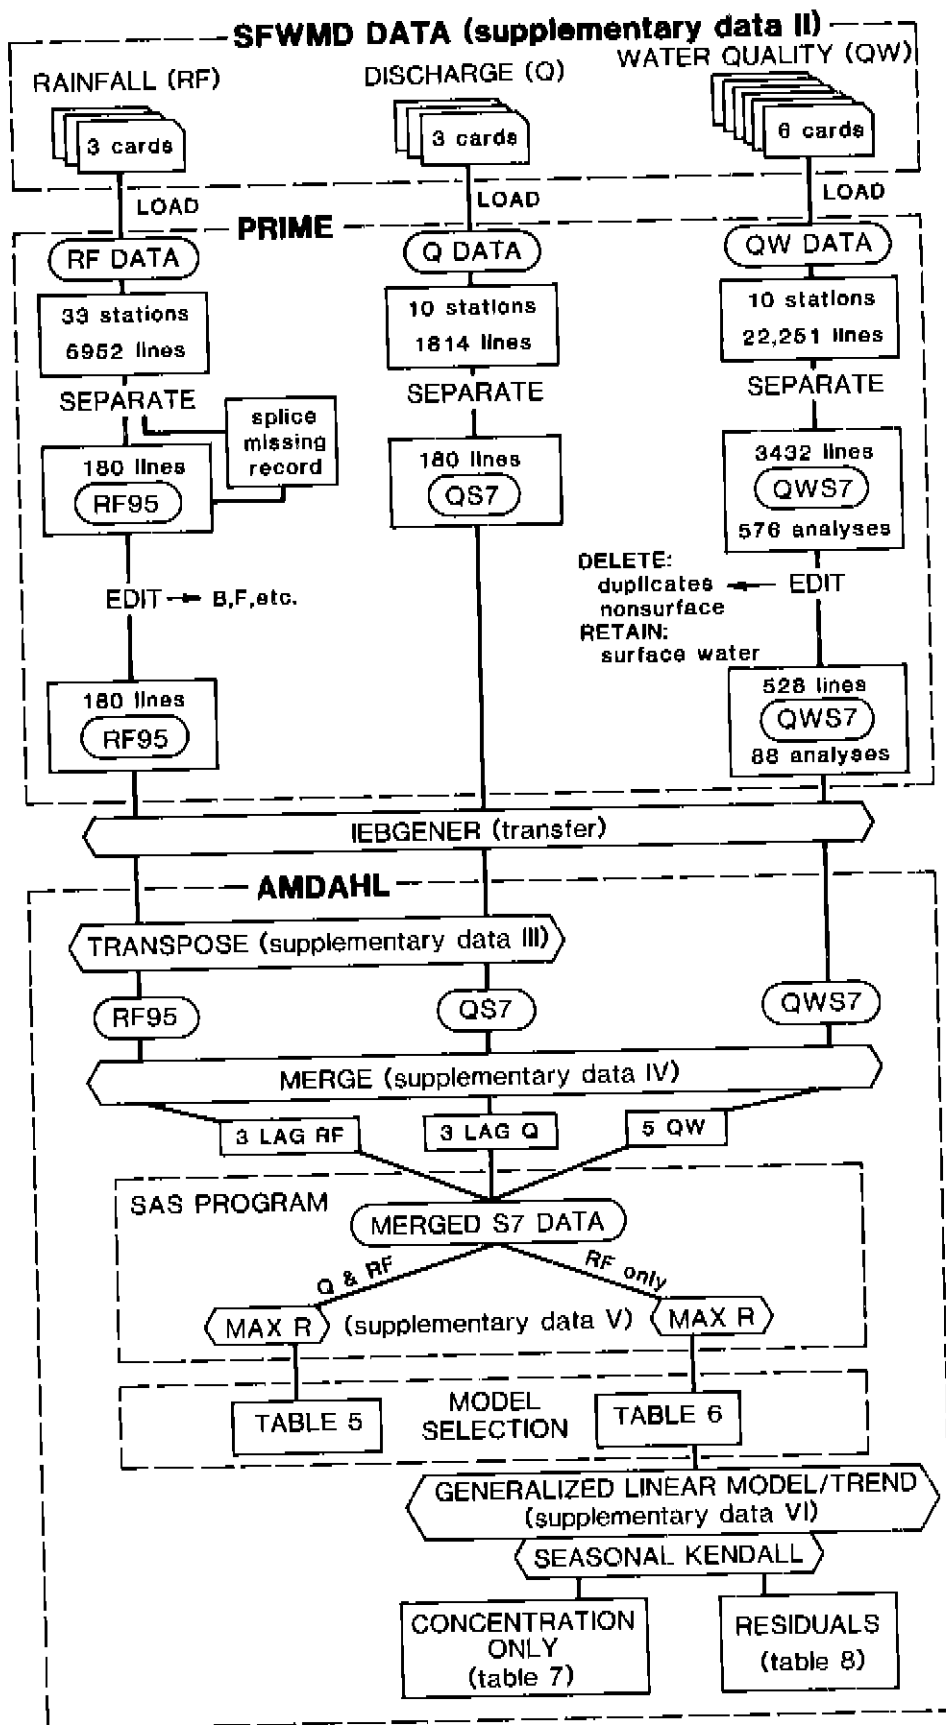 SFWMD DATA (supplementary data II)
RAINFALL (RF)
DISCHARGE (Q)
WATER QUALITY (QW)
3 cards
3 cards
6 cards
LOAD
LOAD
LOAD
PRIME
RF DATA
Q DATA
QW DATA
33 stations
5952 lines
10 stations
1814 lines
10 stations
22,251 lines
SEPARATE
SEPARATE
SEPARATE
splice
missing
record
180 lines
RF95
180 lines
QS7
3432 lines
QWS7
576 analyses
EDIT
B,F,etc.
DELETE:
duplicates
nonsurface
RETAIN:
surface water
EDIT
180 lines
RF95
528 lines
QWS7
88 analyses
IEBGENER (transfer)
AMDAHL
TRANSPOSE (supplementary data III)
RF95
QS7
QWS7
MERGE (supplementary data IV)
3 LAG RF
3 LAG Q
5 QW
SAS PROGRAM
MERGED S7 DATA
Q & RF
RF only
MAX R
(supplementary data V)
MAX R
MODEL
SELECTION
TABLE 5
TABLE 6
GENERALIZED LINEAR MODEL/TREND
(supplementary data VI)
SEASONAL KENDALL
CONCENTRATION
ONLY
(table 7)
RESIDUALS
(table 8)